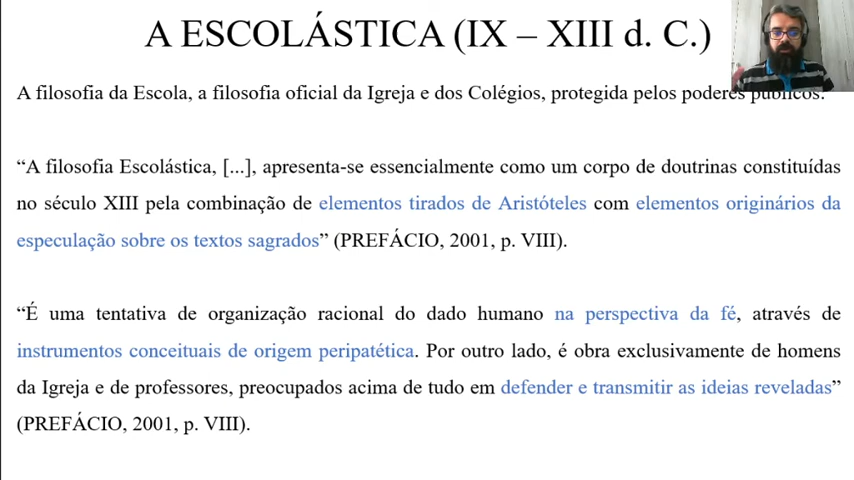 A ESCOLÁSTICA (IX – XIII d. C.)
A filosofia da Escola, a filosofia oficial da Igreja e dos Colégios, protegida pelos poderes públicos.
“A filosofia Escolástica, [...], apresenta-se essencialmente como um corpo de doutrinas constituídas
no século XIII pela combinação de elementos tirados de Aristóteles com elementos originários da
especulação sobre os textos sagrados” (PREFÁCIO, 2001, p. VIII).
“É uma tentativa de organização racional do dado humano na perspectiva da fé, através de
instrumentos conceituais de origem peripatética. Por outro lado, é obra exclusivamente de homens
da Igreja e de professores, preocupados acima de tudo em defender e transmitir as ideias reveladas”
(PREFÁCIO, 2001, p. VIII).